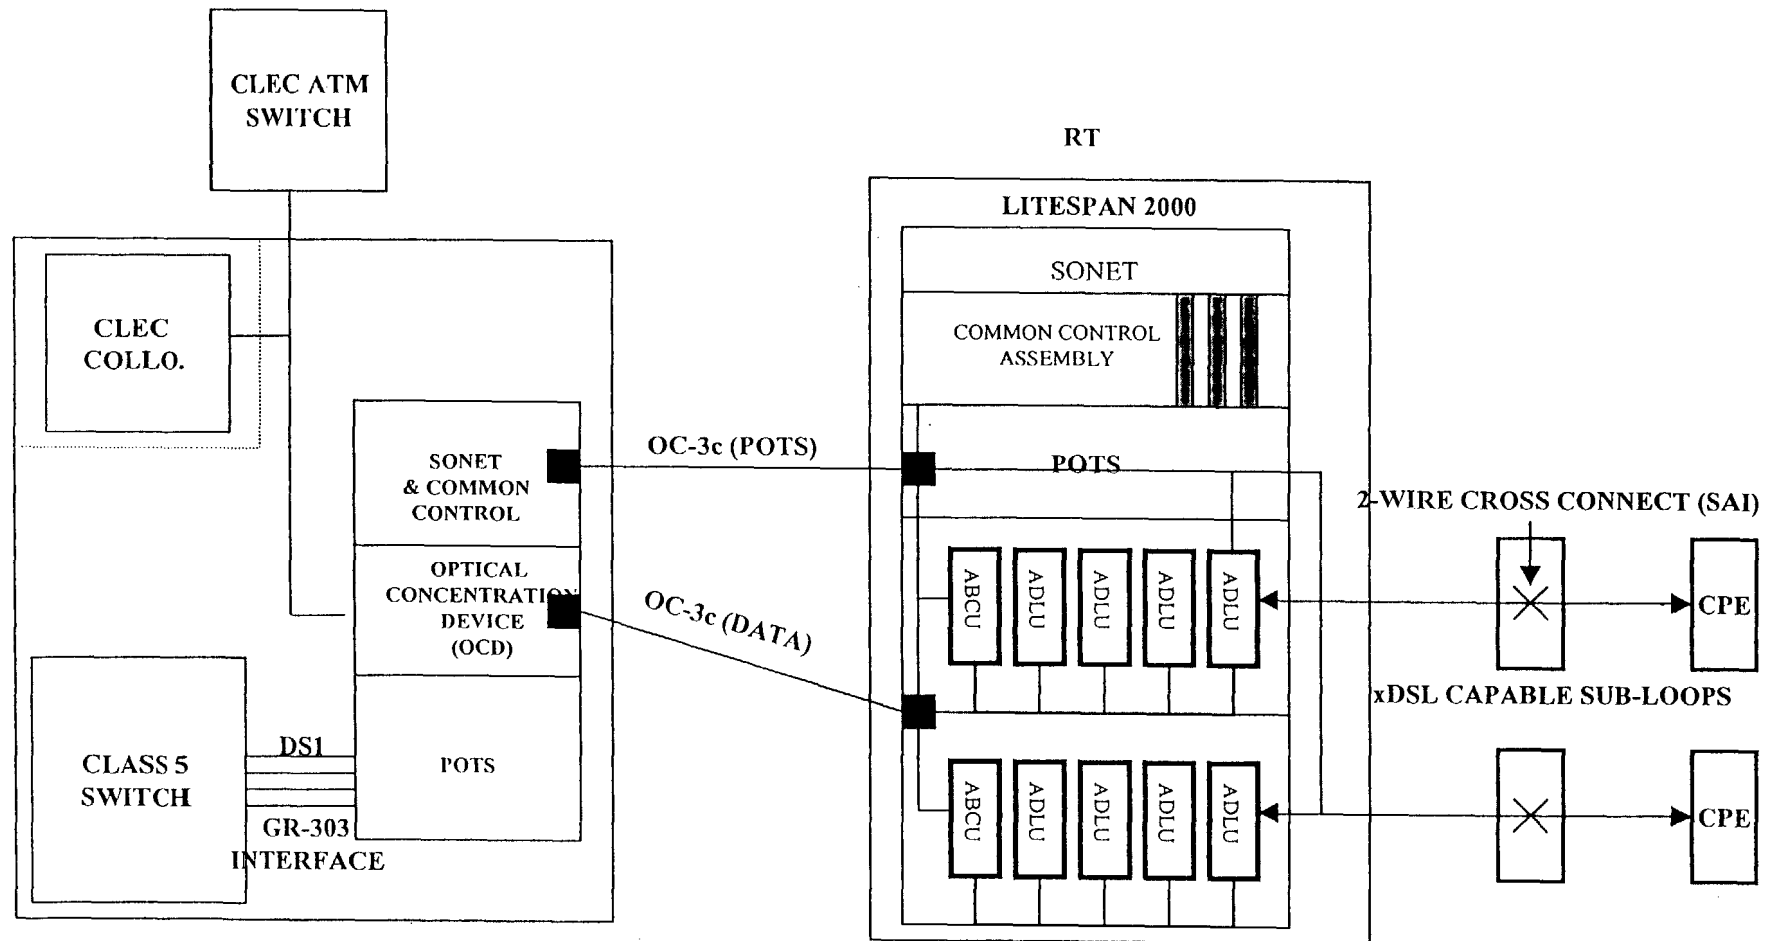 CLEC ATM
SWITCH
RT
LITESPAN 2000
SONET
COMMON CONTROL
ASSEMBLY
CLEC
COLLO.
OC-3c (POTS)
POTS
SONET
& COMMON
CONTROL
2-WIRE CROSS CONNECT (SAI)
OPTICAL
CONCENTRATION
DEVICE
(OCD)
OC-3c (DATA)
ABCU
ADLU
ADLU
ADLU
ADLU
CPE
xDSL CAPABLE SUB-LOOPS
CLASS 5
SWITCH
DS1
GR-303
INTERFACE
POTS
ABCU
ADLU
ADLU
ADLU
ADLU
CPE